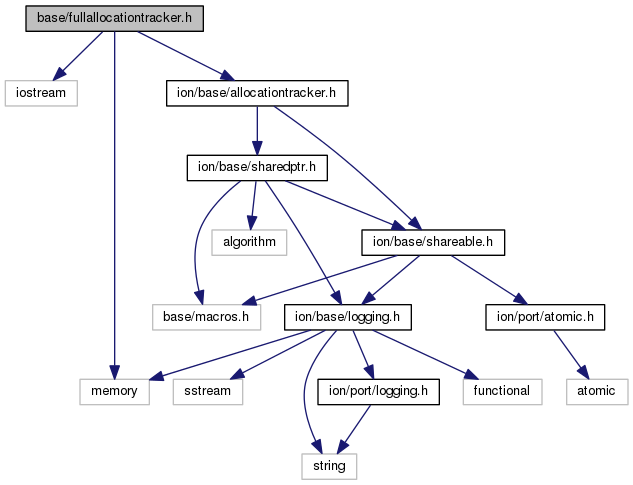 base/fullallocationtracker.h
iostream
ion/base/allocationtracker.h
ion/base/sharedptr.h
algorithm
ion/base/shareable.h
base/macros.h
ion/base/logging.h
ion/port/atomic.h
memory
sstream
ion/port/logging.h
functional
atomic
string